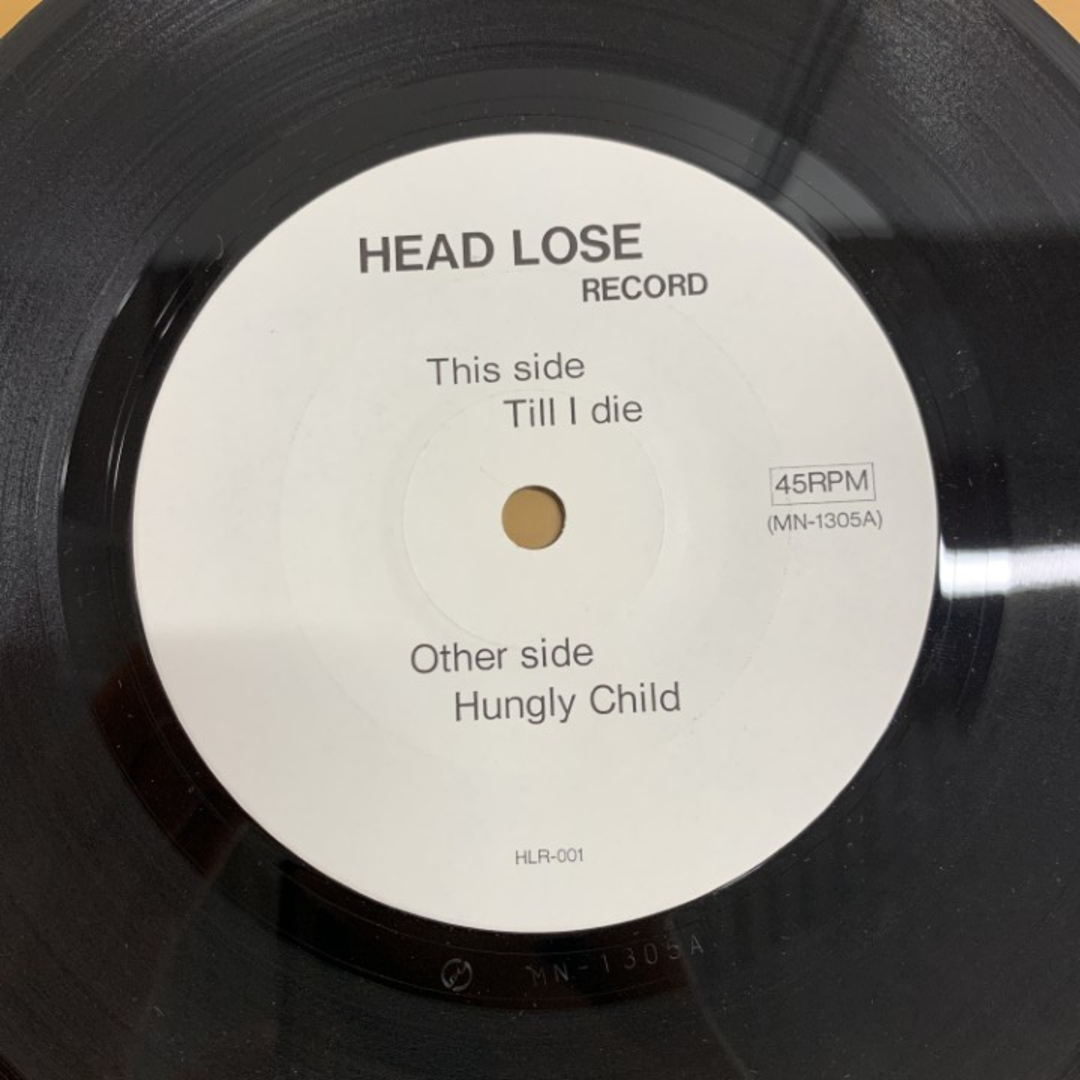 HEAD LOSE
RECORD
This side
Till I die
45RPM
(MN-1305A)
Other side
Hungly Child
HLR-001
MN-1305A